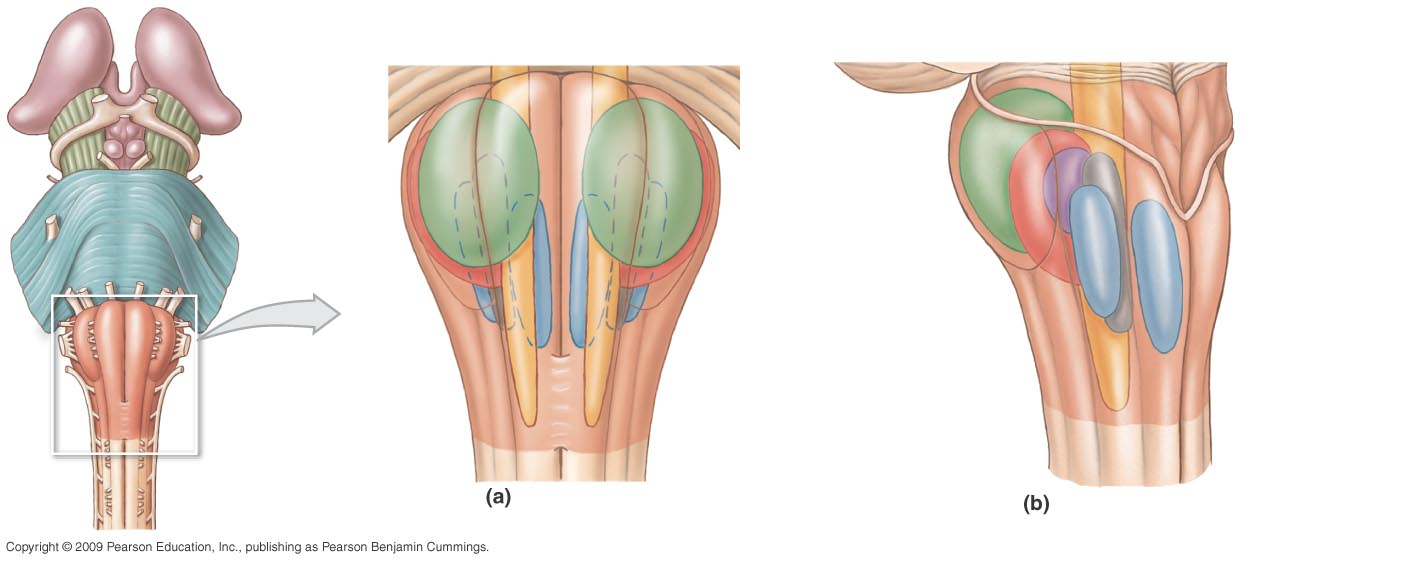 (a)
(b)
Copyright © 2009 Pearson Education, Inc., publishing as Pearson Benjamin Cummings.